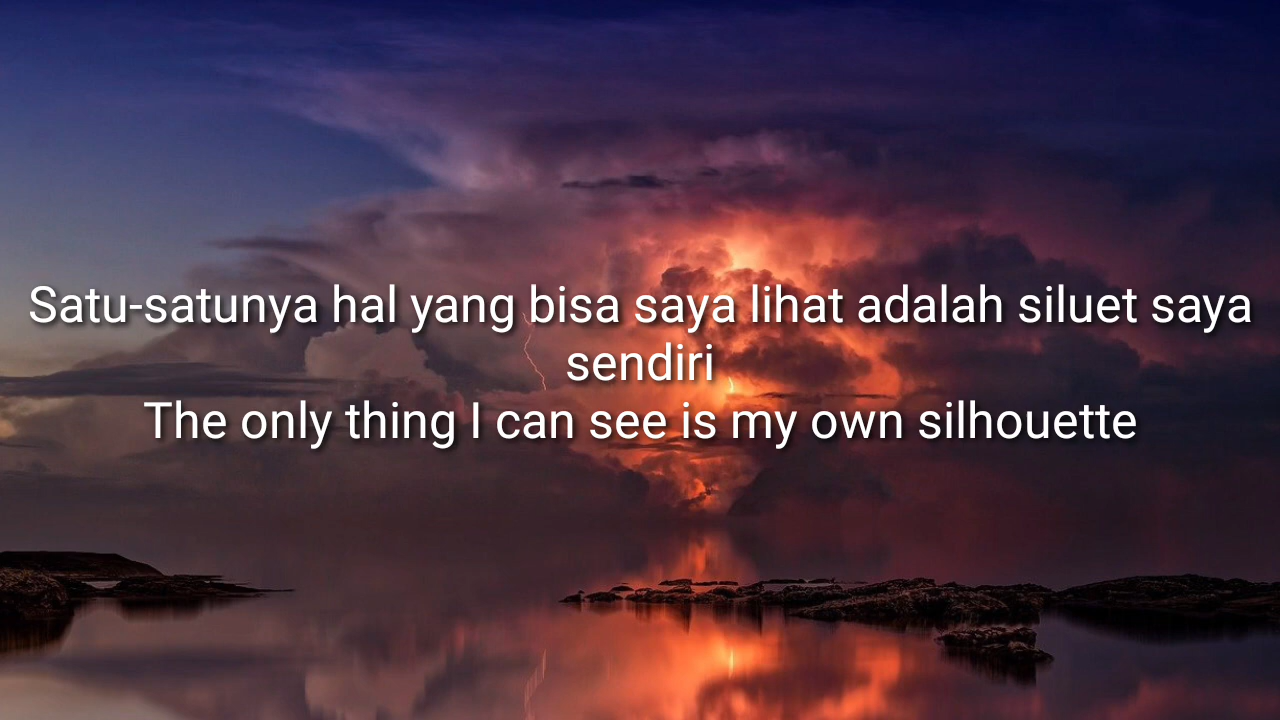 Satu-satunya hal yang bisa saya lihat adalah siluet saya
sendiri
The only thing I can see is my own silhouette